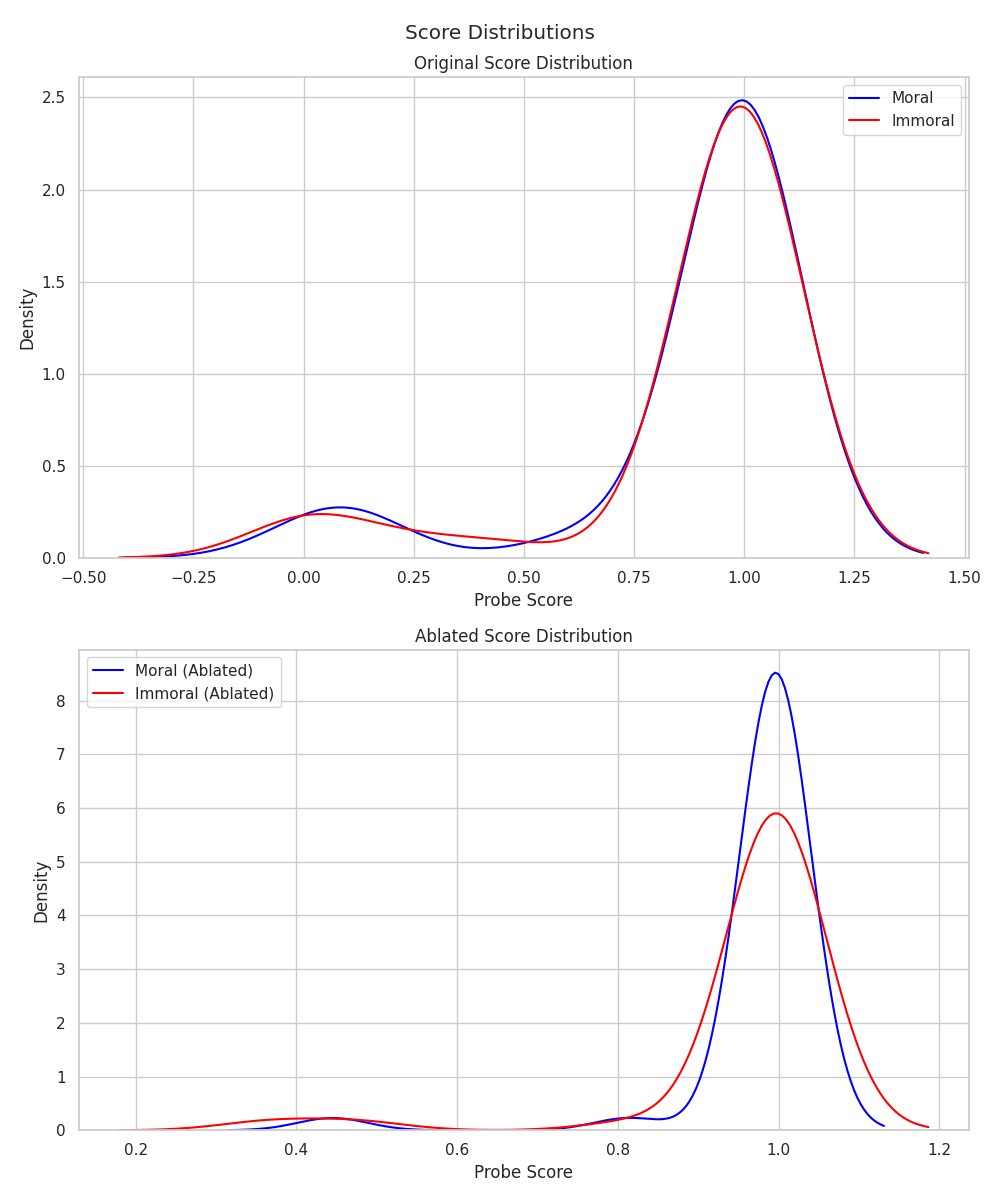 Score Distributions
Original Score Distribution
2.5
2.0
1.5
1.0
0.5
0.0
Density
Moral
Immoral
−0.50 −0.25 0.00 0.25 0.50 0.75 1.00 1.25 1.50
Probe Score
Ablated Score Distribution
Moral (Ablated)
Immoral (Ablated)
8
7
6
5
4
3
2
1
0
Density
0.2 0.4 0.6 0.8 1.0 1.2
Probe Score